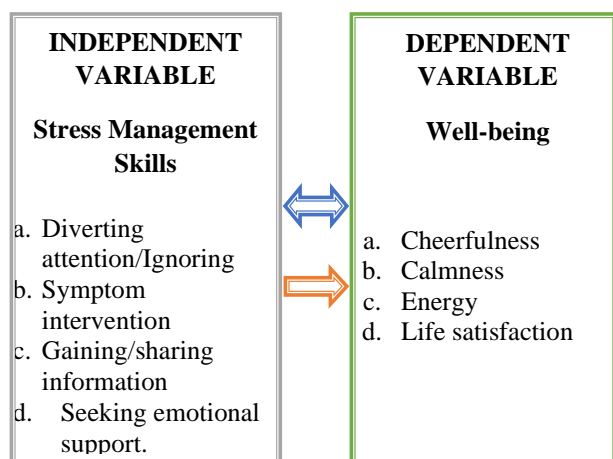 INDEPENDENT
VARIABLE
Stress Management
Skills
a. Diverting
attention/Ignoring
b. Symptom
intervention
c. Gaining/sharing
information
d. Seeking emotional
support.
DEPENDENT
VARIABLE
Well-being
a. Cheerfulness
b. Calmness
c. Energy
d. Life satisfaction